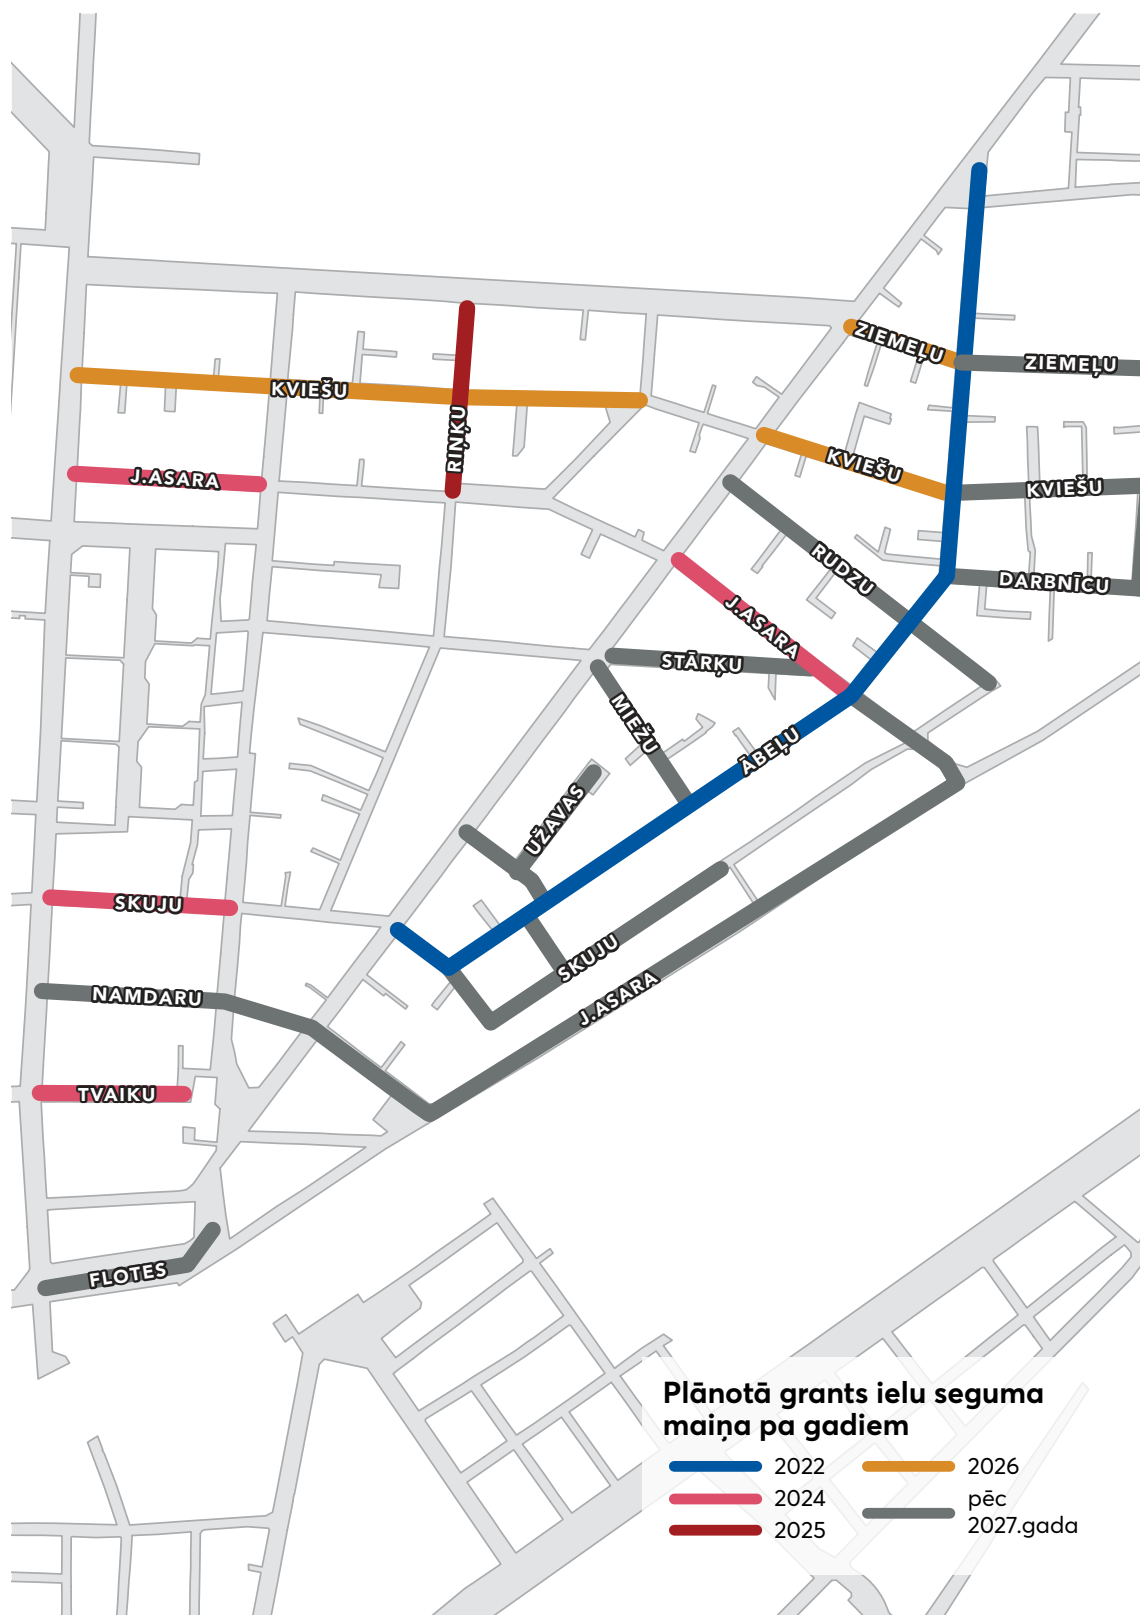 ZIEMEĻU
ZIEMEĻU
KVIEŠU
RIŅĶU
KVIEŠU
J.ASARA
KVIEŠU
RUDZU
DARBNĪCU
J.ASARA
STĀRĶU
MIEŽU
ĀBEĻU
UŽAVAS
SKUJU
SKUJU
NAMDARU
J.ASARA
TVAIKU
FLOTES
Plānotā grants ielu seguma
maiņa pa gadiem
2022
2024
2025
2026
pēc
2027.gada